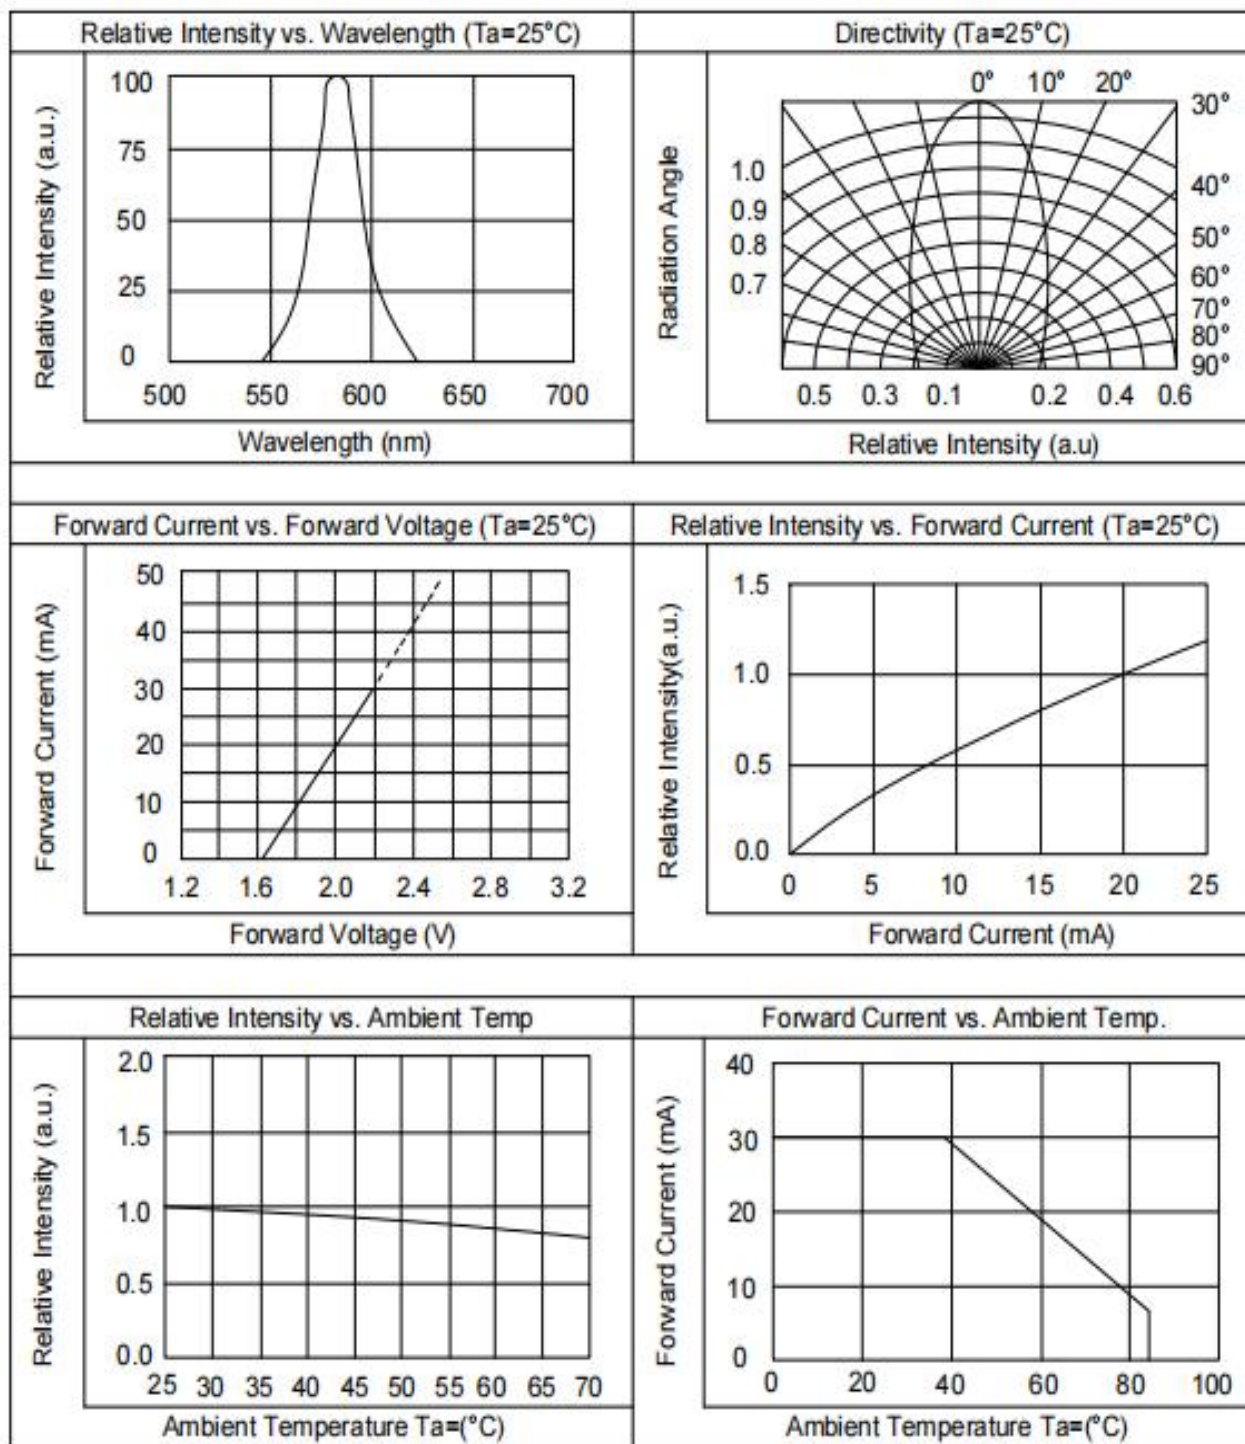 Relative Intensity vs. Wavelength (Ta=25°C)
Relative Intensity (a.u.)
100
75
50
25
0
500 550 600 650 700
Wavelength (nm)
Directivity (Ta=25°C)
Radiation Angle
0° 10° 20°
30°
40°
50°
60°
70°
80°
90°
1.0
0.9
0.8
0.7
0.5 0.3 0.1 0.2 0.4 0.6
Relative Intensity (a.u)
Forward Current vs. Forward Voltage (Ta=25°C)
Forward Current (mA)
50
40
30
20
10
0
1.2 1.6 2.0 2.4 2.8 3.2
Forward Voltage (V)
Relative Intensity vs. Forward Current (Ta=25°C)
Relative Intensity(a.u.)
1.5
1.0
0.5
0.0
0 5 10 15 20 25
Forward Current (mA)
Relative Intensity vs. Ambient Temp
Relative Intensity (a.u.)
2.0
1.5
1.0
0.5
0.0
25 30 35 40 45 50 55 60 65 70
Ambient Temperature Ta=(°C)
Forward Current vs. Ambient Temp.
Forward Current (mA)
40
30
20
10
0
0 20 40 60 80 100
Ambient Temperature Ta=(°C)